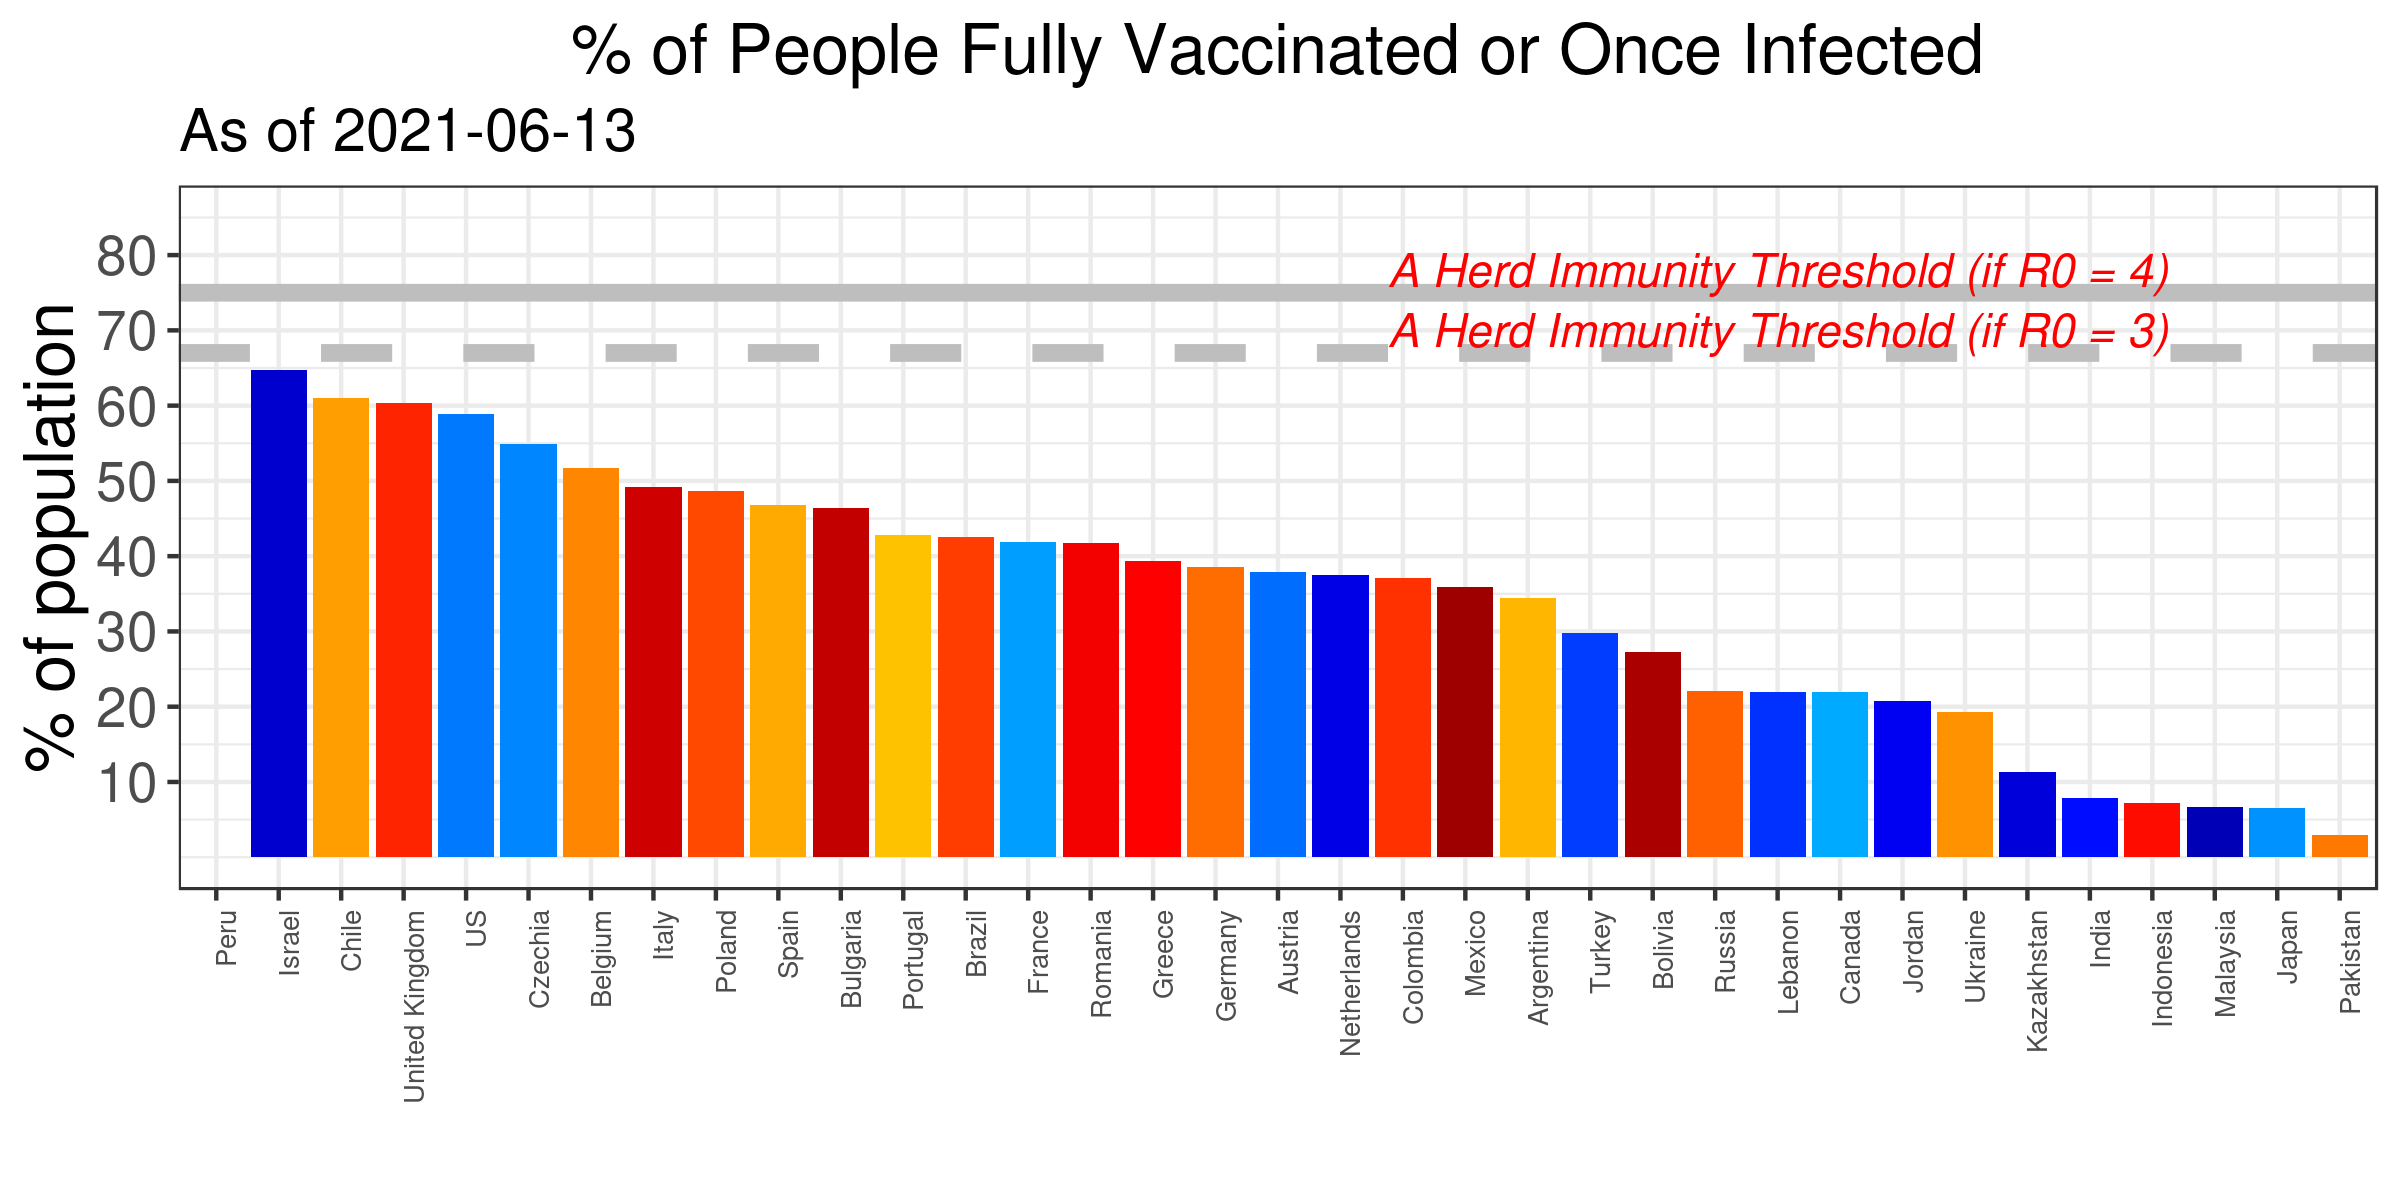 % of People Fully Vaccinated or Once Infected
As of 2021-06-13
% of population
80
70
60
50
40
30
20
10
A Herd Immunity Threshold (if R0 = 4)
A Herd Immunity Threshold (if R0 = 3)
Peru
Israel
Chile
United Kingdom
US
Czechia
Belgium
Italy
Poland
Spain
Bulgaria
Portugal
Brazil
France
Romania
Greece
Germany
Austria
Netherlands
Colombia
Mexico
Argentina
Turkey
Bolivia
Russia
Lebanon
Canada
Jordan
Ukraine
Kazakhstan
India
Indonesia
Malaysia
Japan
Pakistan